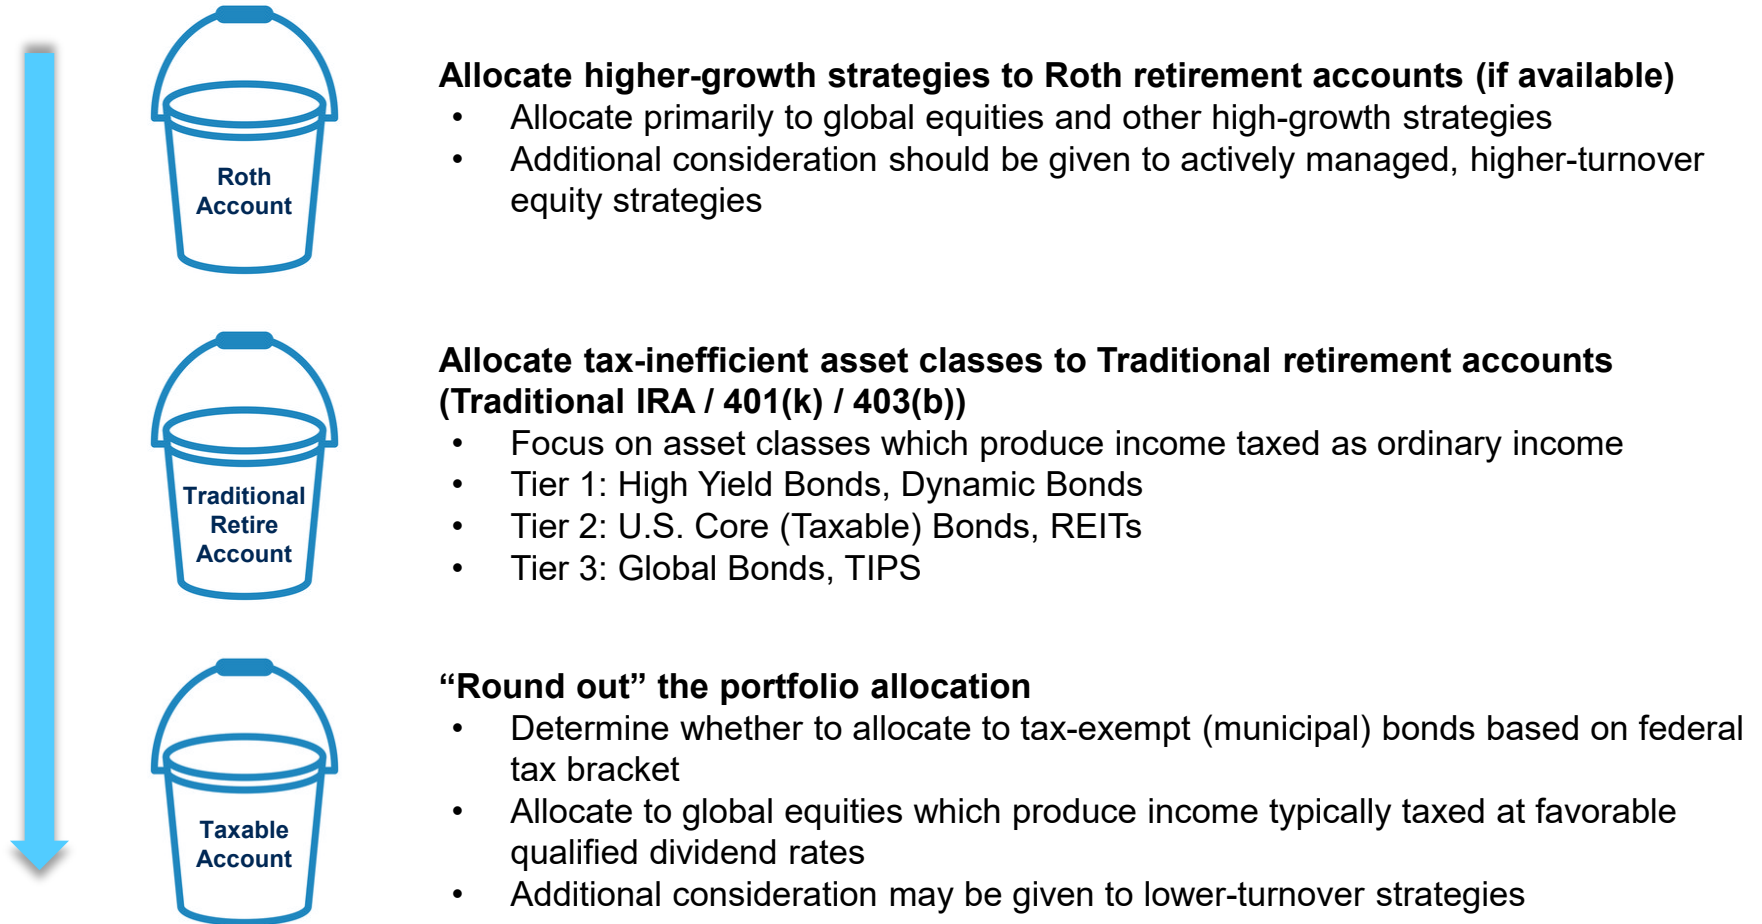 Roth
Account
Allocate higher-growth strategies to Roth retirement accounts (if available)
• Allocate primarily to global equities and other high-growth strategies
• Additional consideration should be given to actively managed, higher-turnover
equity strategies
Traditional
Retire
Account
Allocate tax-inefficient asset classes to Traditional retirement accounts
(Traditional IRA / 401(k) / 403(b))
• Focus on asset classes which produce income taxed as ordinary income
• Tier 1: High Yield Bonds, Dynamic Bonds
• Tier 2: U.S. Core (Taxable) Bonds, REITs
• Tier 3: Global Bonds, TIPS
Taxable
Account
“Round out” the portfolio allocation
• Determine whether to allocate to tax-exempt (municipal) bonds based on federal
tax bracket
• Allocate to global equities which produce income typically taxed at favorable
qualified dividend rates
• Additional consideration may be given to lower-turnover strategies